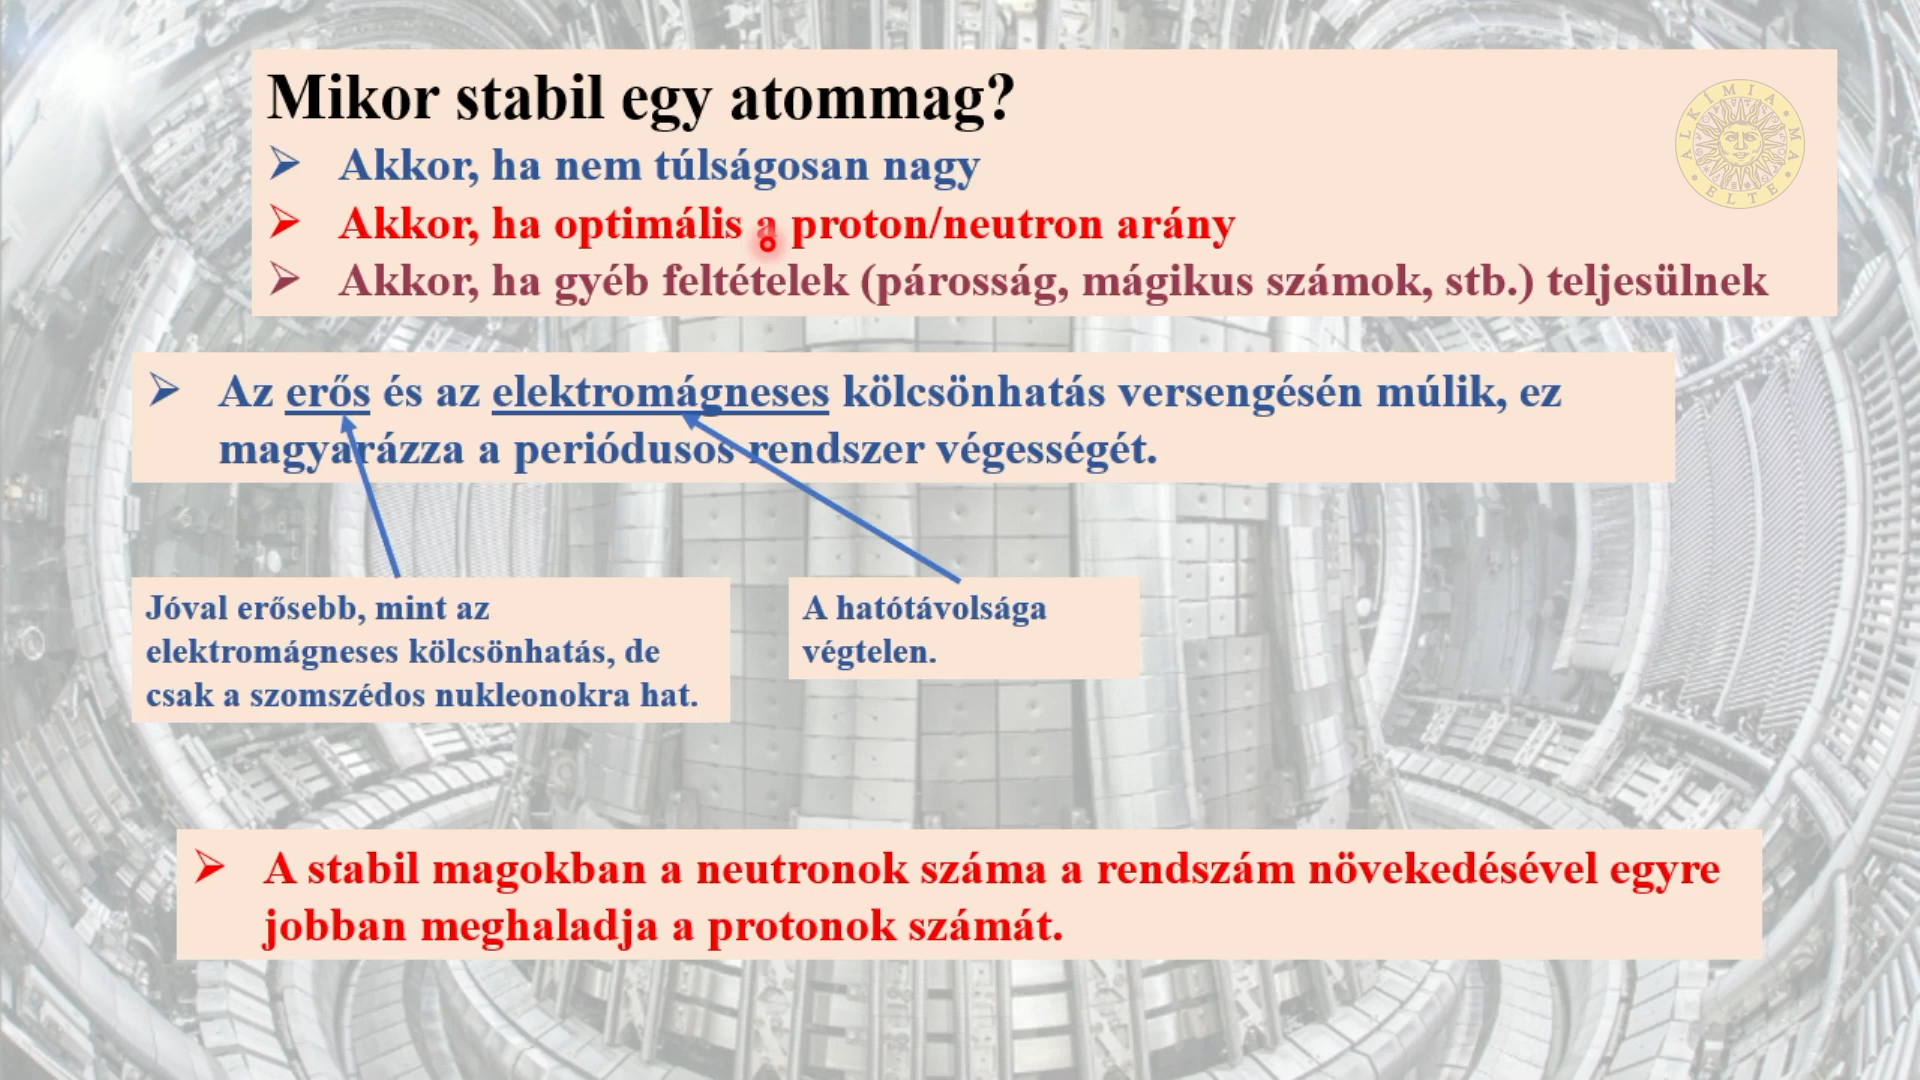 Mikor stabil egy atommag?
ALKÍMIA • MA • ELTE •
➢ Akkor, ha nem túlságosan nagy
➢ Akkor, ha optimális a proton/neutron arány
➢ Akkor, ha gyéb feltételek (párosság, mágikus számok, stb.) teljesülnek
➢ Az erős és az elektromágneses kölcsönhatás versengésén múlik, ez
magyarázza a periódusos rendszer végességét.
Jóval erősebb, mint az
elektromágneses kölcsönhatás, de
csak a szomszédos nukleonokra hat.
A hatótávolsága
végtelen.
➢ A stabil magokban a neutronok száma a rendszám növekedésével egyre
jobban meghaladja a protonok számát.